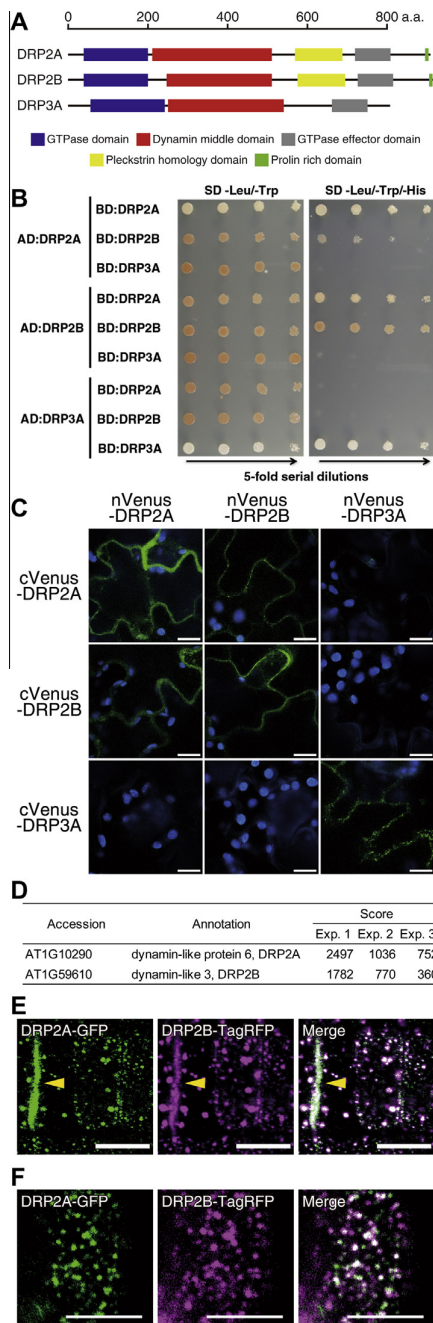 A
0 200 400 600 800 a.a.
DRP2A
DRP2B
DRP3A
GTPase domain Dynamin middle domain GTPase effector domain
Pleckstrin homology domain Prolin rich domain
B
SD -Leu/-Trp SD -Leu/-Trp/-His
AD:DRP2A
BD:DRP2A
BD:DRP2B
BD:DRP3A
AD:DRP2B
BD:DRP2A
BD:DRP2B
BD:DRP3A
AD:DRP3A
BD:DRP2A
BD:DRP2B
BD:DRP3A
5-fold serial dilutions
C
nVenus nVenus nVenus
-DRP2A -DRP2B -DRP3A
cVenus
-DRP2A
cVenus
-DRP2B
cVenus
-DRP3A
D
Accession Annotation Score
Exp. 1 Exp. 2 Exp. 3
AT1G10290 dynamin-like protein 6, DRP2A 2497 1036 752
AT1G59610 dynamin-like 3, DRP2B 1782 770 360
E
DRP2A-GFP DRP2B-TagRFP Merge
F
DRP2A-GFP DRP2B-TagRFP Merge